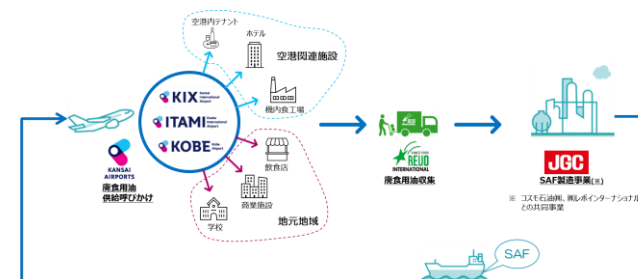 空港内テナント
ホテル
空港関連施設
機内食工場
KIX Kansai International Airport
ITAMI Osaka International Airport
KOBE Kobe Airport
KANSAI AIRPORTS
廃食用油
供給呼びかけ
飲食店
商業施設
学校
地元地域
REVO
INTERNATIONAL
廃食用油収集
JGC
SAF製造事業(※)
※ コスモ石油㈱、㈱レボインターナショナル
との共同事業
SAF